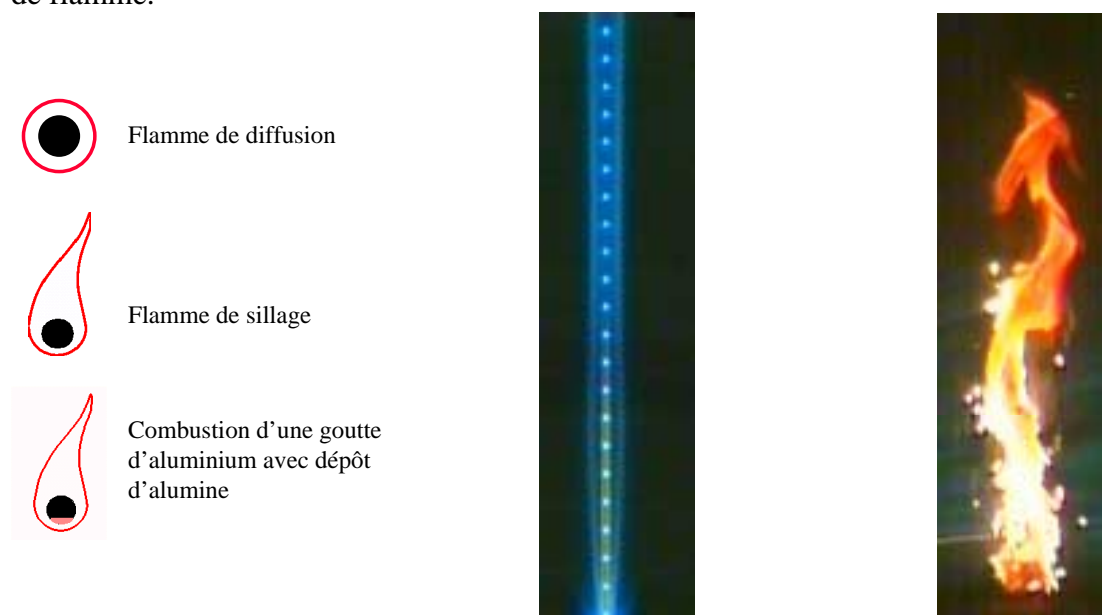 de flamme.
Flamme de diffusion
Flamme de sillage
Combustion d'une goutte
d'aluminium avec dépôt
d'alumine